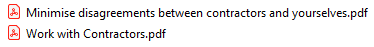 Minimise disagreements between contractors and yourselves.pdf
Work with Contractors.pdf